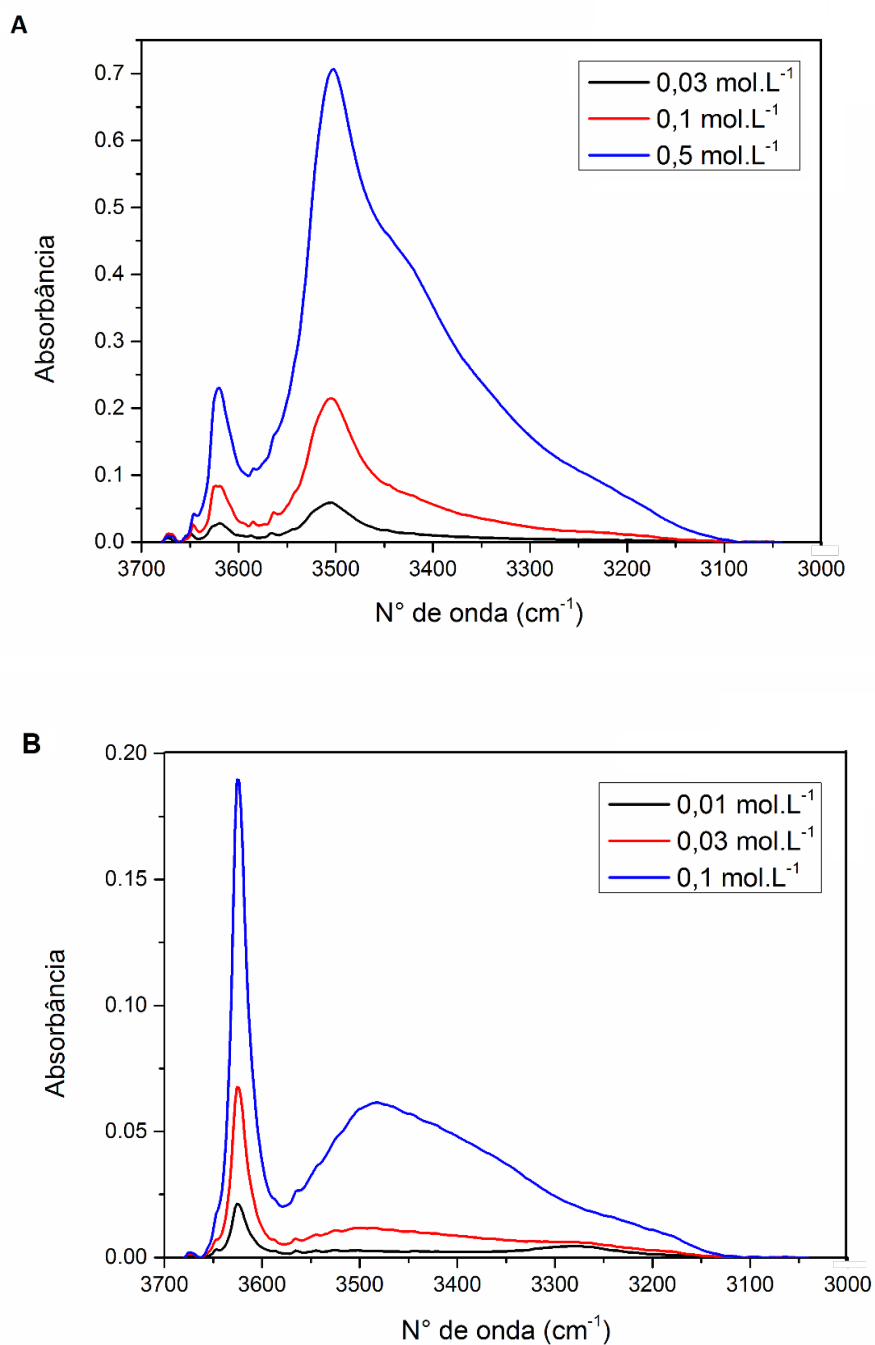 A
Absorbância
0.7
0.6
0.5
0.4
0.3
0.2
0.1
0.0
0,03 mol.L⁻¹
0,1 mol.L⁻¹
0,5 mol.L⁻¹
3700 3600 3500 3400 3300 3200 3100 3000
N° de onda (cm⁻¹)
B
Absorbância
0.20
0.15
0.10
0.05
0.00
0,01 mol.L⁻¹
0,03 mol.L⁻¹
0,1 mol.L⁻¹
3700 3600 3500 3400 3300 3200 3100 3000
N° de onda (cm⁻¹)